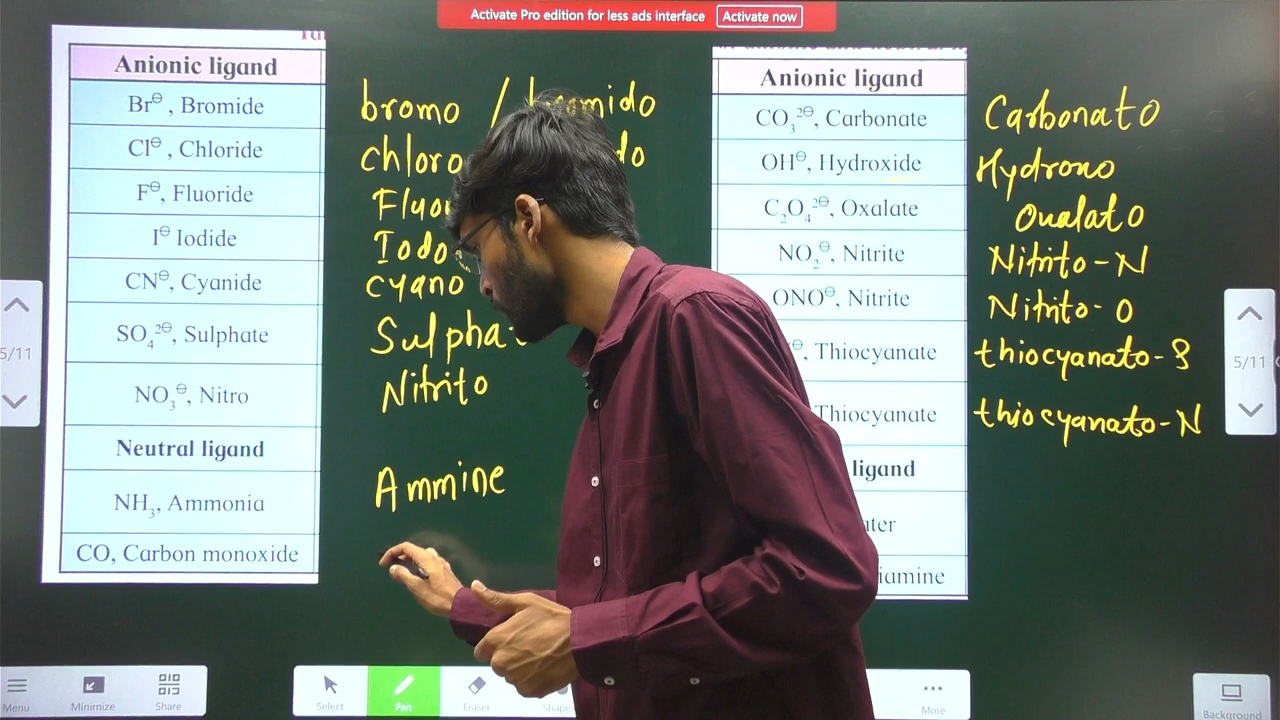 Activate Pro edition for less ads interface Activate now
Anionic ligand
Br⊖ , Bromide
Cl⊖ , Chloride
F⊖, Fluoride
I⊖ Iodide
CN⊖, Cyanide
SO₄²⊖, Sulphate
NO₃⊖, Nitro
Neutral ligand
NH₃, Ammonia
CO, Carbon monoxide
bromo / bromido
chloro
Iodo
cyano
Nitrito
Ammine
Anionic ligand
CO₃²⊖, Carbonate
OH⊖, Hydroxide
C₂O₄²⊖, Oxalate
NO₂⊖, Nitrite
ONO⊖, Nitrite
⊖, Thiocyanate
Thiocyanate
ligand
Carbonato
Hydroxo
Oxalato
Nitrito-N
Nitrito-O
thiocyanato-S
thiocyanato-N
5/11
5/11
Menu
Minimize
Share
Select
Pen
Eraser
More
Background